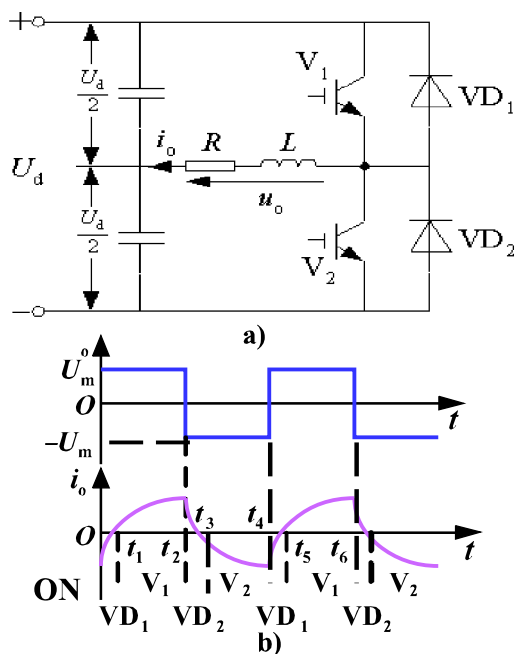 +
U_d/2
V_1
VD_1
i_o R L
U_d
u_o
U_d/2
V_2
VD_2
−
a)
o
U_m
O t
−U_m
i_o
O t_1 t_2 t_3 t_4 t_5 t_6 t
ON V_1 V_2 V_1 V_2
VD_1 VD_2 VD_1 VD_2
b)